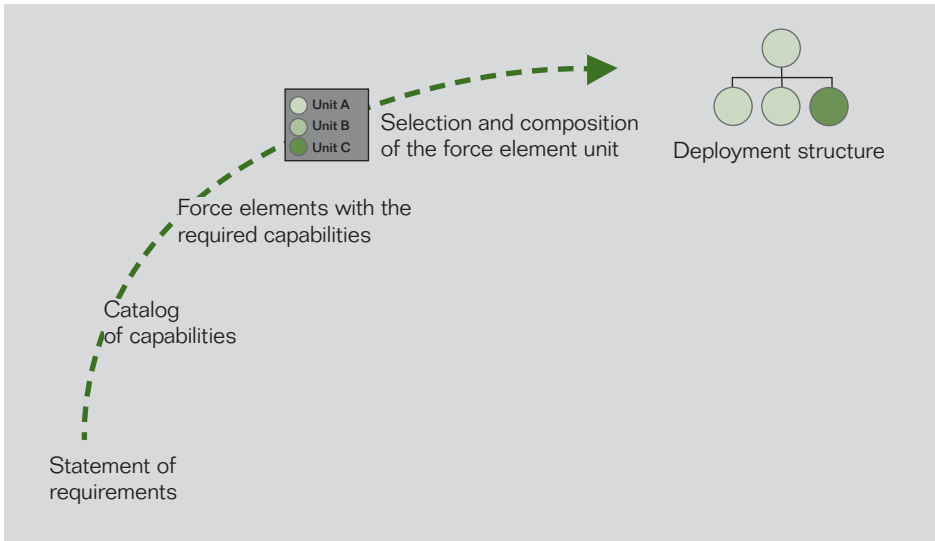 Unit A
Unit B
Unit C
Selection and composition
of the force element unit
Deployment structure
Force elements with the
required capabilities
Catalog
of capabilities
Statement of
requirements